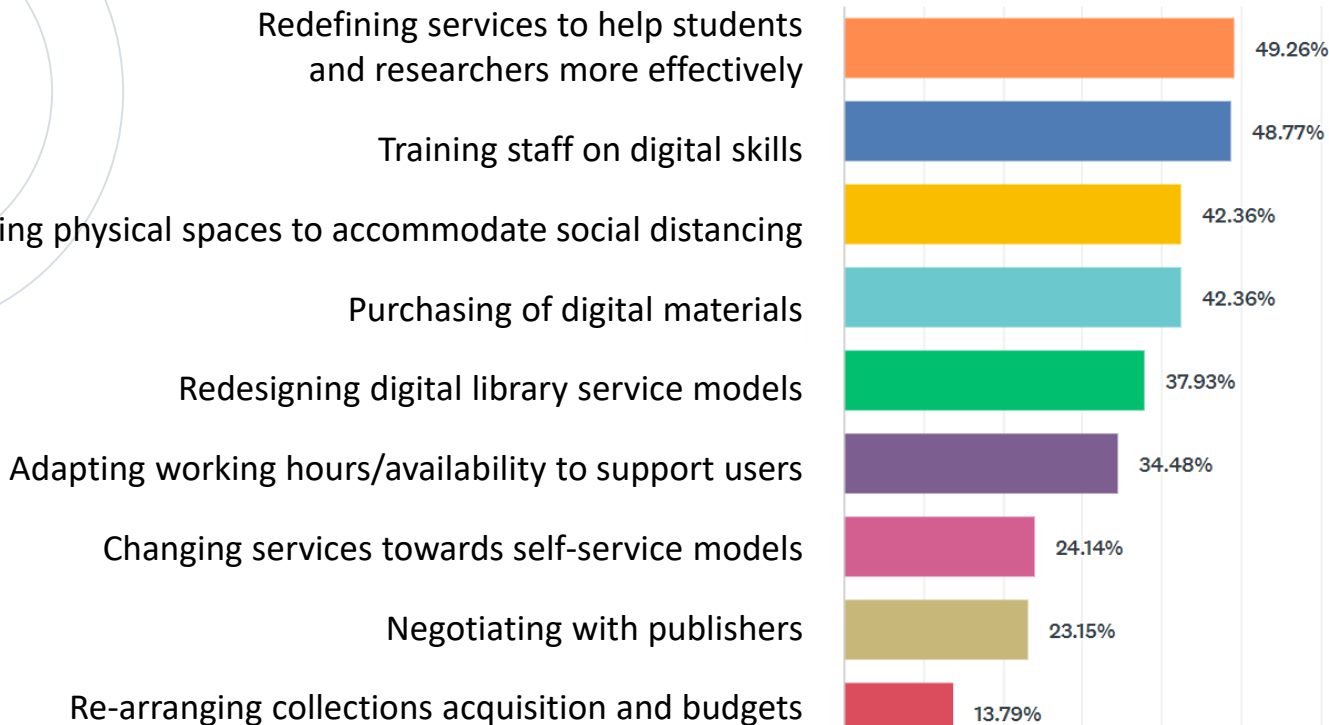 Redefining services to help students
and researchers more effectively
49.26%
Training staff on digital skills
48.77%
ing physical spaces to accommodate social distancing
42.36%
Purchasing of digital materials
42.36%
Redesigning digital library service models
37.93%
Adapting working hours/availability to support users
34.48%
Changing services towards self-service models
24.14%
Negotiating with publishers
23.15%
Re-arranging collections acquisition and budgets
13.79%